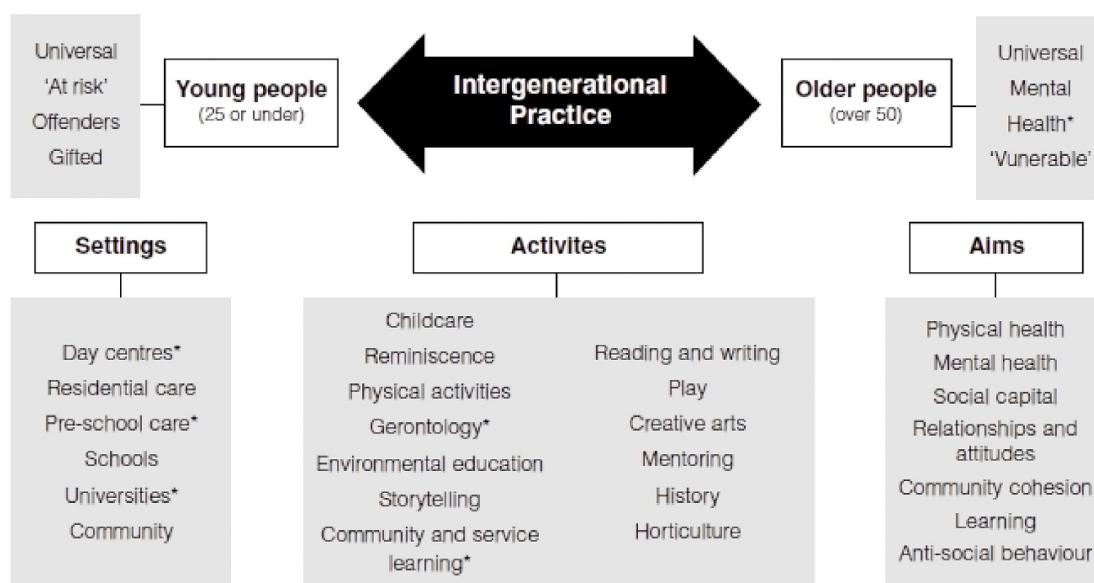 Universal
'At risk'
Offenders
Gifted
Young people
(25 or under)
Intergenerational
Practice
Older people
(over 50)
Universal
Mental
Health*
'Vunerable'
Settings
Day centres*
Residential care
Pre-school care*
Schools
Universities*
Community
Activites
Childcare
Reminiscence
Physical activities
Gerontology*
Environmental education
Storytelling
Community and service
learning*
Reading and writing
Play
Creative arts
Mentoring
History
Horticulture
Aims
Physical health
Mental health
Social capital
Relationships and
attitudes
Community cohesion
Learning
Anti-social behaviour